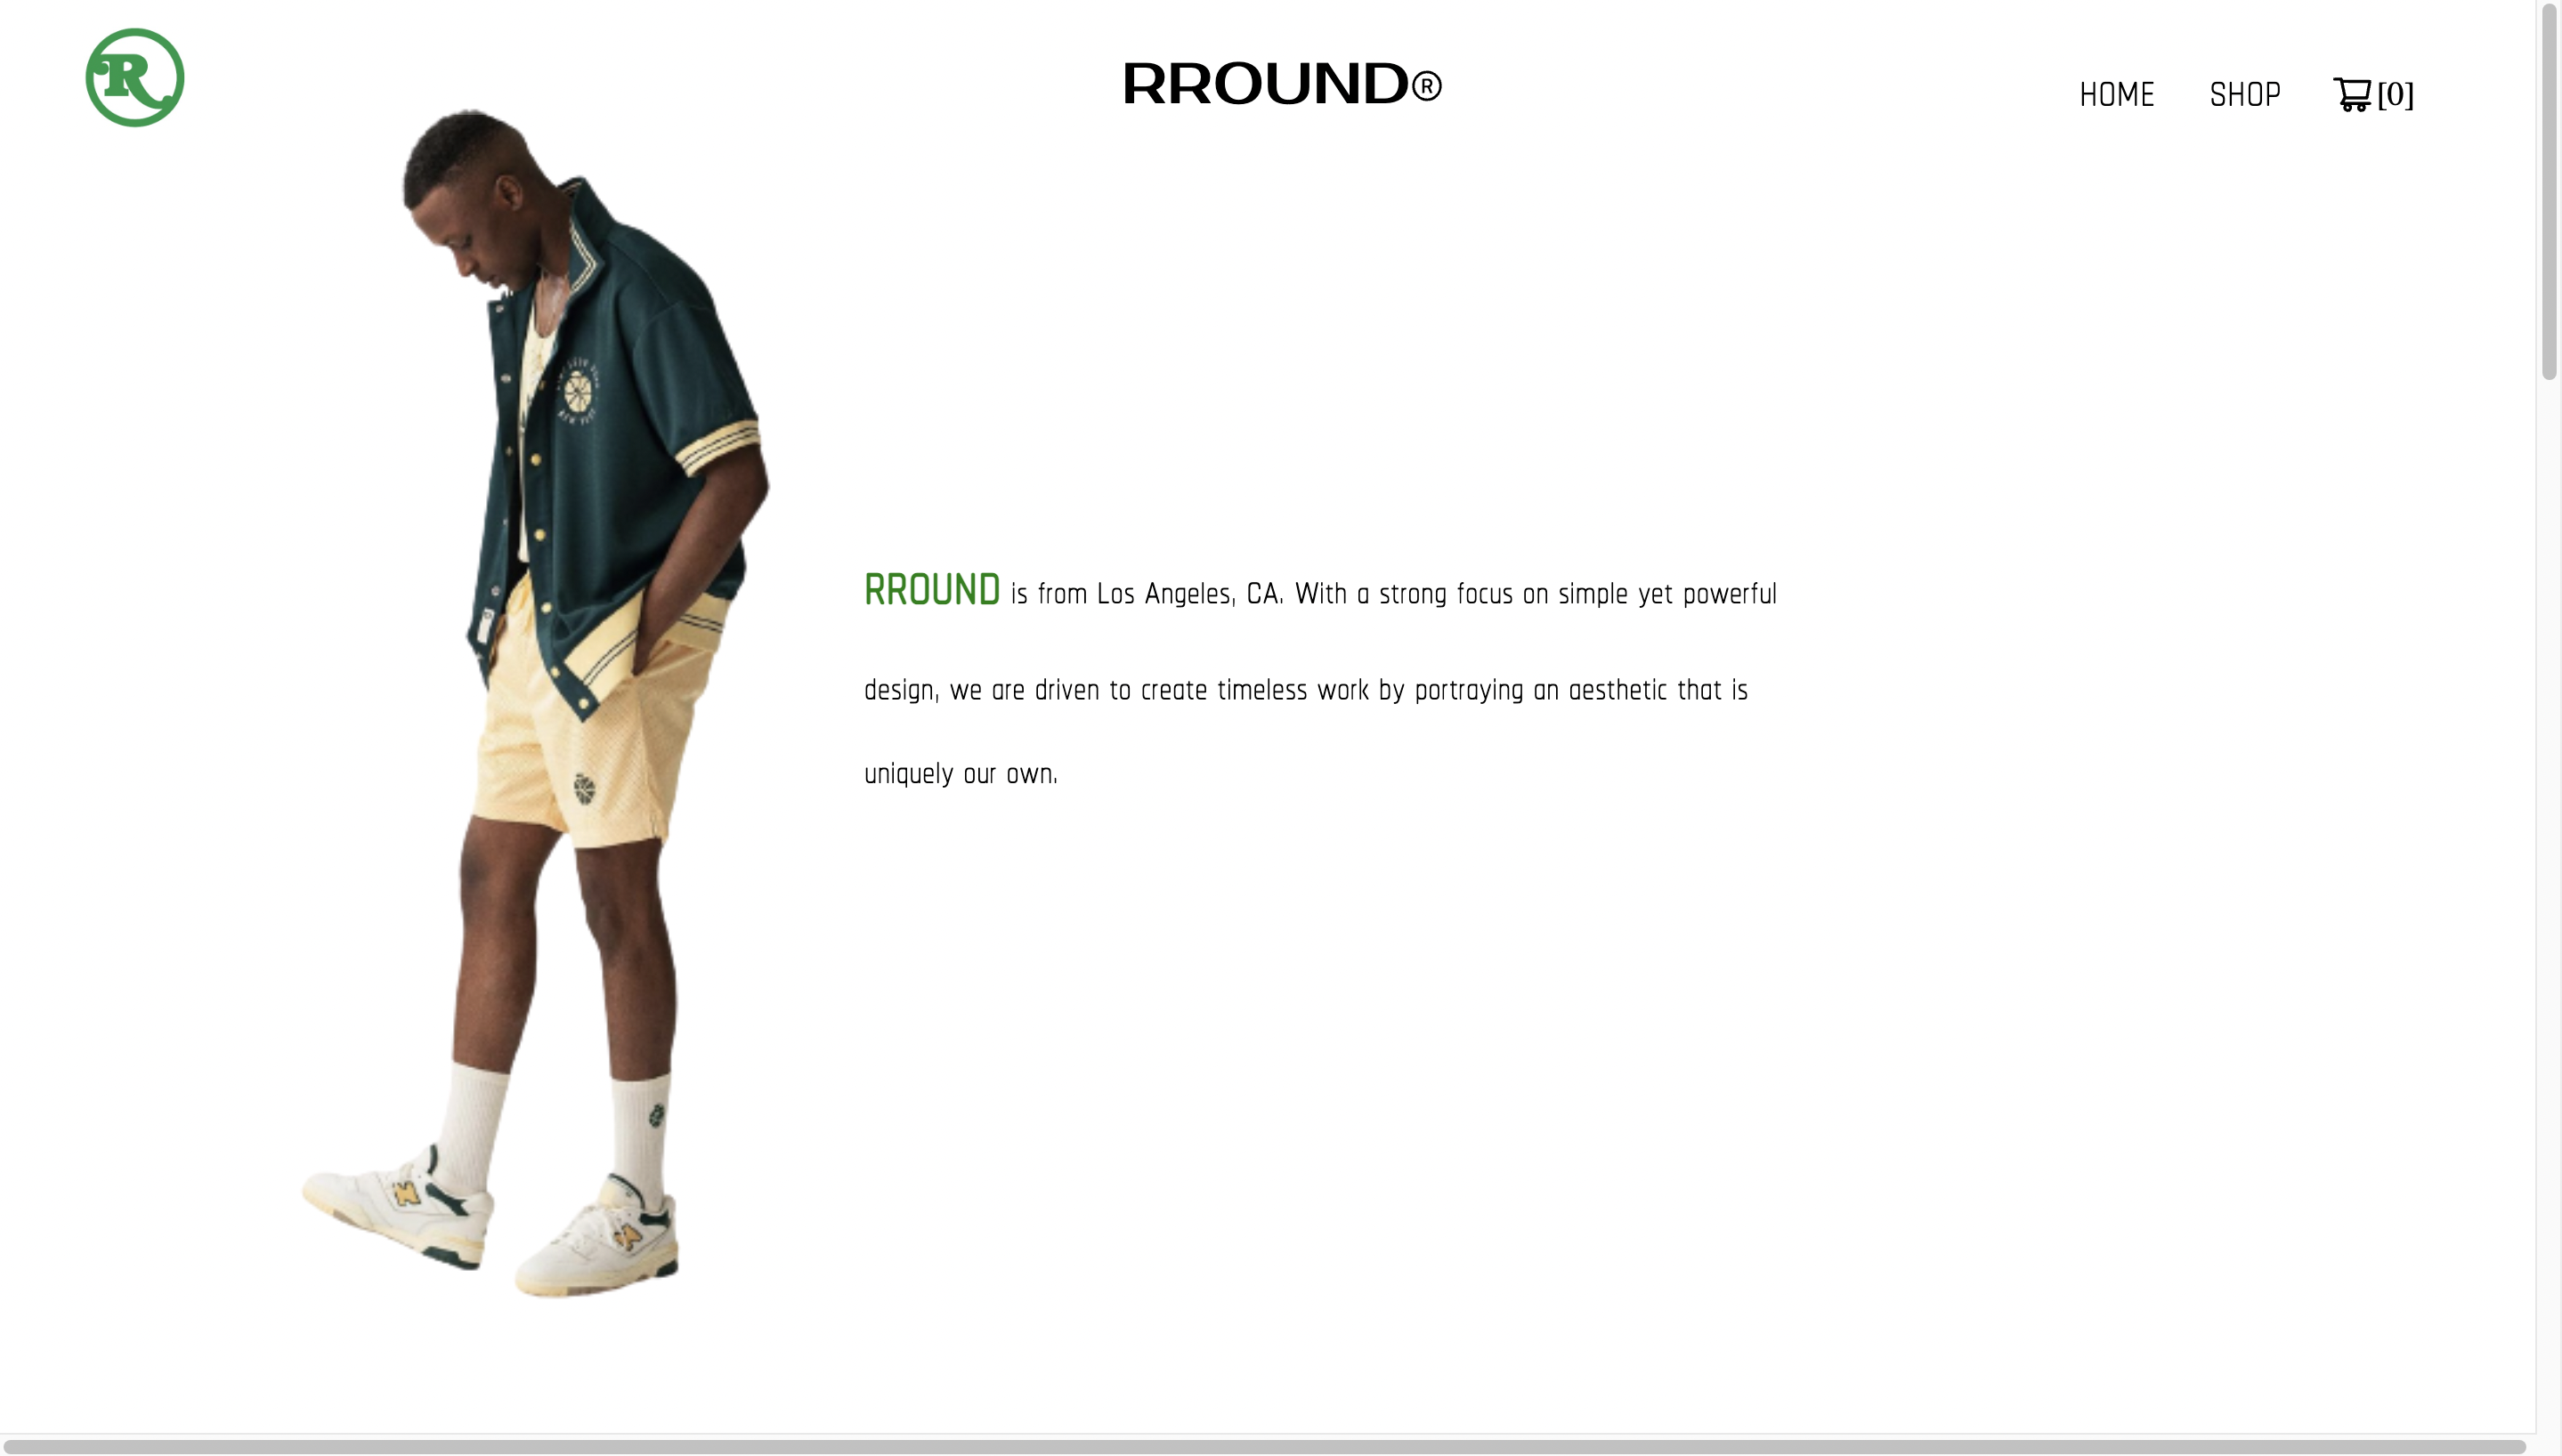 R
RROUND®
HOME SHOP [0]
RROUND is from Los Angeles, CA. With a strong focus on simple yet powerful
design, we are driven to create timeless work by portraying an aesthetic that is
uniquely our own.